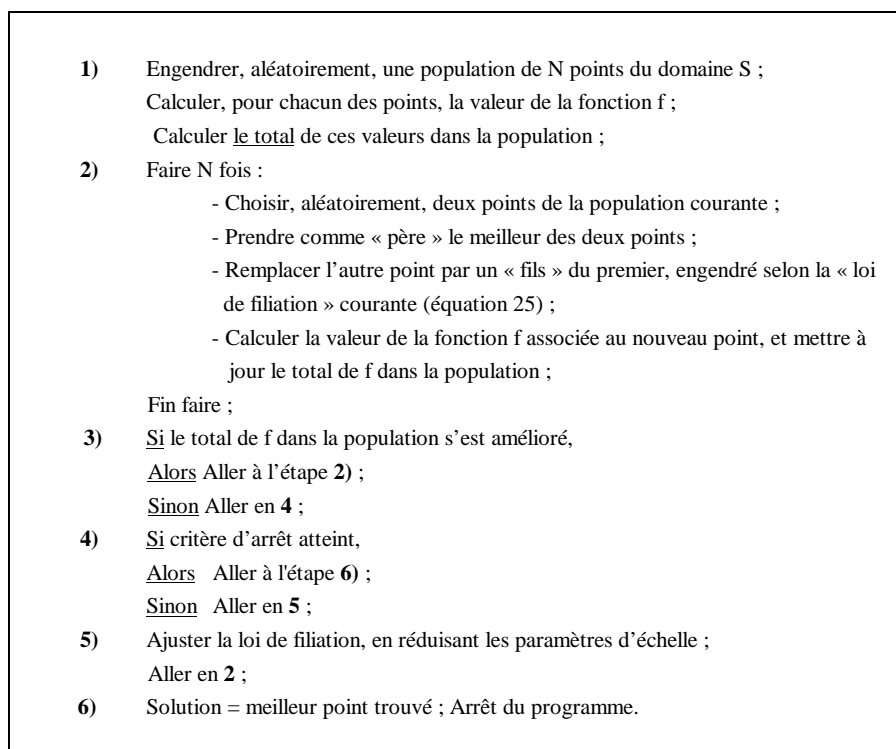 1) Engendrer, aléatoirement, une population de N points du domaine S ;
Calculer, pour chacun des points, la valeur de la fonction f ;
Calculer le total de ces valeurs dans la population ;
2) Faire N fois :
- Choisir, aléatoirement, deux points de la population courante ;
- Prendre comme « père » le meilleur des deux points ;
- Remplacer l’autre point par un « fils » du premier, engendré selon la « loi
de filiation » courante (équation 25) ;
- Calculer la valeur de la fonction f associée au nouveau point, et mettre à
jour le total de f dans la population ;
Fin faire ;
3) Si le total de f dans la population s’est amélioré,
Alors Aller à l’étape 2) ;
Sinon Aller en 4 ;
4) Si critère d’arrêt atteint,
Alors Aller à l'étape 6) ;
Sinon Aller en 5 ;
5) Ajuster la loi de filiation, en réduisant les paramètres d’échelle ;
Aller en 2 ;
6) Solution = meilleur point trouvé ; Arrêt du programme.